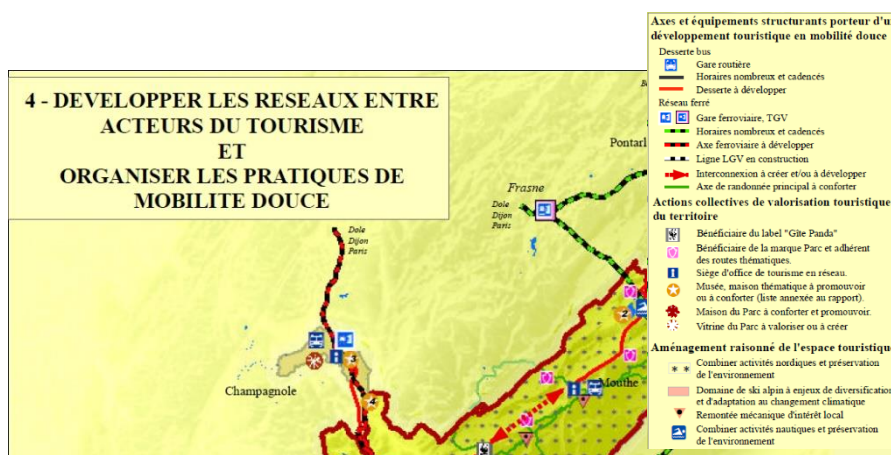 4 - DEVELOPPER LES RESEAUX ENTRE
ACTEURS DU TOURISME
ET
ORGANISER LES PRATIQUES DE
MOBILITE DOUCE
Pontarl
Frasne
Dole
Dijon
Paris
Dole
Dijon
Paris
Champagnole
3
4
2
Mouthe
Axes et équipements structurants porteur d'u
développement touristique en mobilité douce
Desserte bus
Gare routière
Horaires nombreux et cadencés
Desserte à développer
Réseau ferré
Gare ferroviaire, TGV
Horaires nombreux et cadencés
Axe ferroviaire à développer
Ligne LGV en construction
Interconnexion à créer et/ou à développer
Axe de randonnée principal à conforter
Actions collectives de valorisation touristique
du territoire
Bénéficiaire du label "Gîte Panda"
Bénéficiaire de la marque Parc et adhérent
des routes thématiques.
Siège d'office de tourisme en réseau.
Musée, maison thématique à promouvoir
ou à conforter (liste annexée au rapport).
Maison du Parc à conforter et promouvoir.
Vitrine du Parc à valoriser ou à créer
Aménagement raisonné de l'espace touristique
Combiner activités nordiques et préservation
de l'environnement
Domaine de ski alpin à enjeux de diversification
et d'adaptation au changement climatique
Remontée mécanique d'intérêt local
Combiner activités nautiques et préservation
de l'environnement